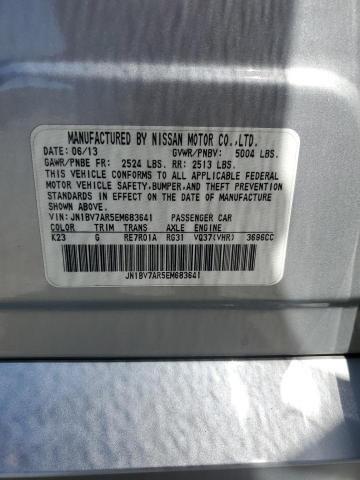 MANUFACTURED BY NISSAN MOTOR CO.,LTD.
DATE: 06/13 GVWR/PNBV: 5004 LBS.
GAWR/PNBE FR: 2524 LBS. RR: 2513 LBS.
THIS VEHICLE CONFORMS TO ALL APPLICABLE FEDERAL
MOTOR VEHICLE SAFETY,BUMPER,AND THEFT PREVENTION
STANDARDS IN EFFECT ON THE DATE OF MANUFACTURE
SHOWN ABOVE.
VIN: JN1BV7AR5EM683641 PASSENGER CAR
COLOR TRIM TRANS AXLE ENGINE
K23 G RE7R01A RG31 VQ37(VHR) 3696CC
JN1BV7AR5EM683641